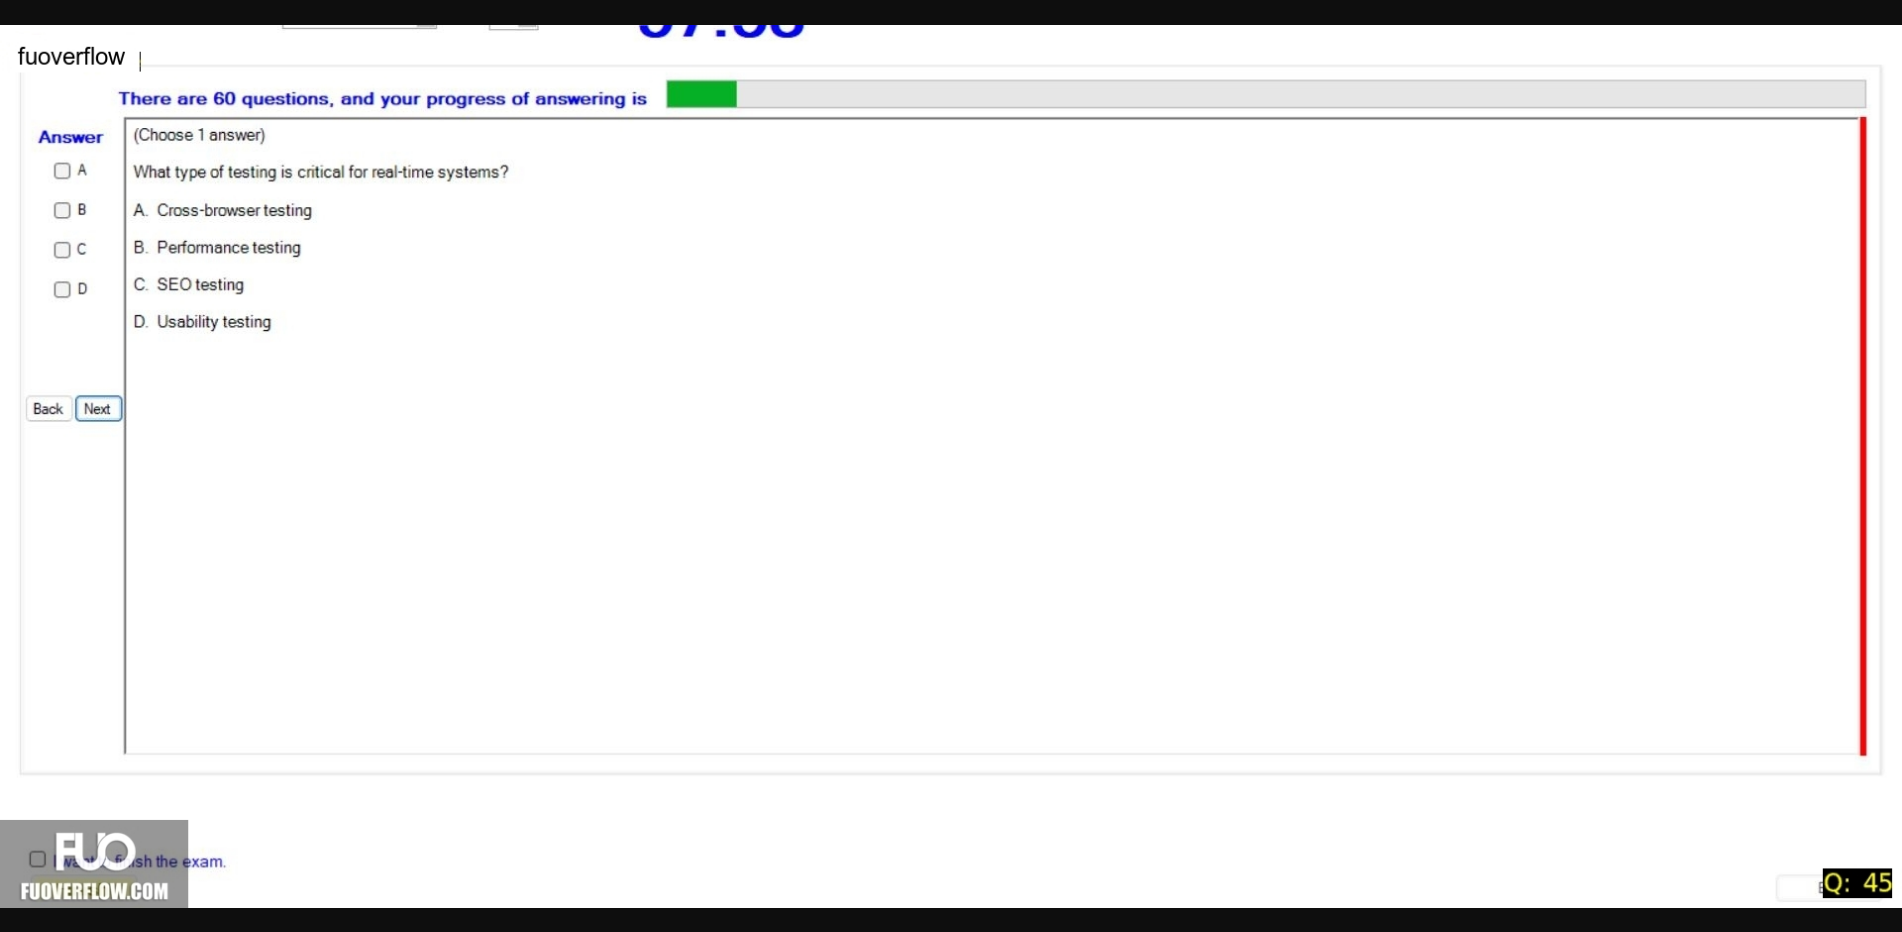 fuoverflow
There are 60 questions, and your progress of answering is
Answer
(Choose 1 answer)
A
What type of testing is critical for real-time systems?
B
A. Cross-browser testing
C
B. Performance testing
D
C. SEO testing
D. Usability testing
Back Next
FUO
I want finish the exam.
FUOVERFLOW.COM
Q: 45